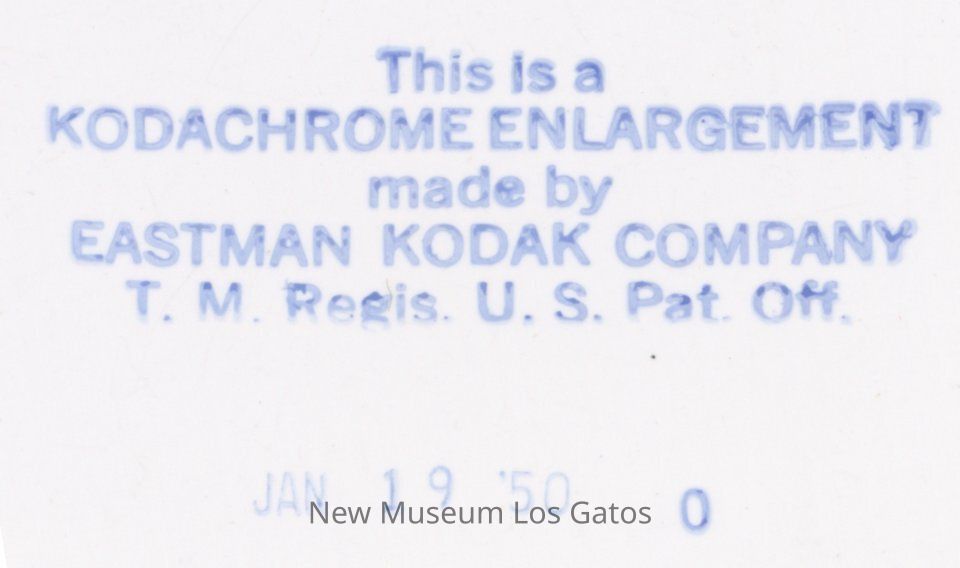 This is a
KODACHROME ENLARGEMENT
made by
EASTMAN KODAK COMPANY
T. M. Regis. U. S. Pat. Off.
JAN 19 '50 0
New Museum Los Gatos